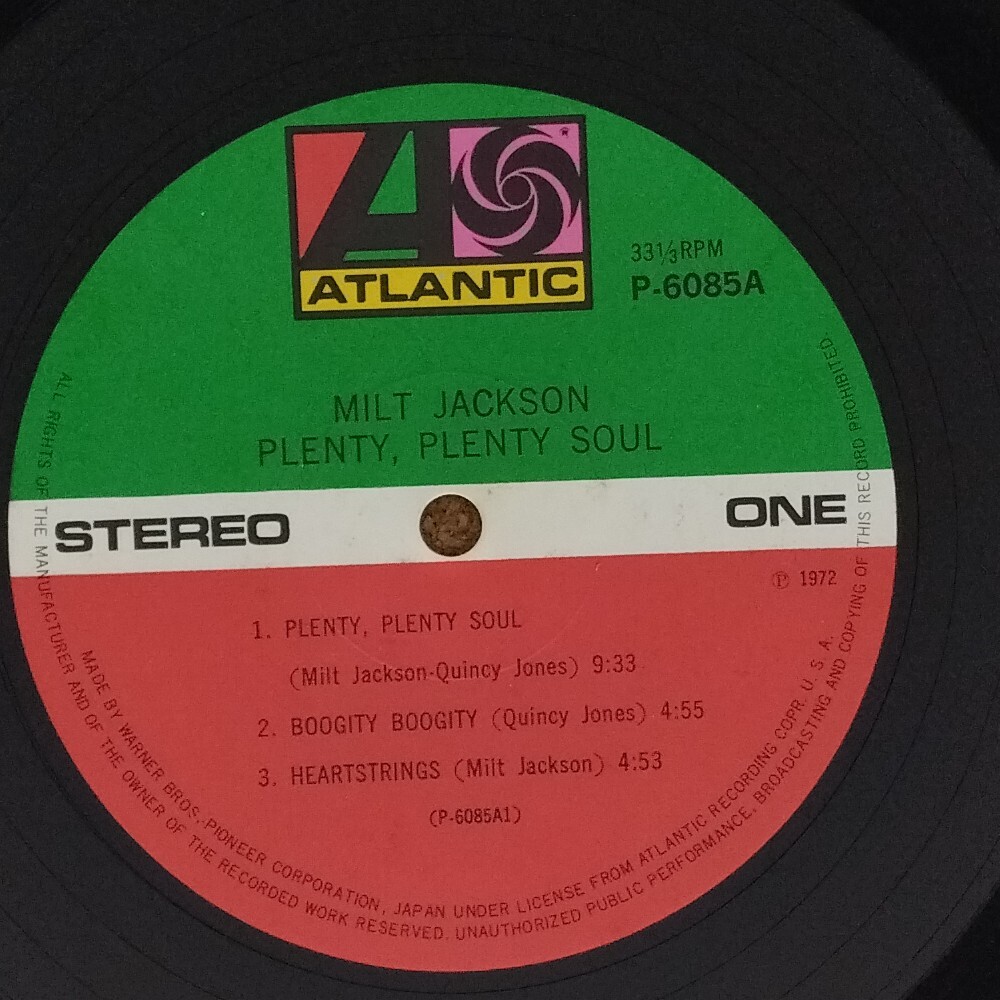 ATLANTIC
33⅓RPM
P-6085A
MILT JACKSON
PLENTY, PLENTY SOUL
STEREO
ONE
Ⓟ 1972
1. PLENTY, PLENTY SOUL
(Milt Jackson-Quincy Jones) 9:33
2. BOOGITY BOOGITY (Quincy Jones) 4:55
3. HEARTSTRINGS (Milt Jackson) 4:53
(P-6085A1)
MADE BY WARNER BROS.-PIONEER CORPORATION, JAPAN UNDER LICENSE FROM ATLANTIC RECORDING COPR. U. S. A.
ALL RIGHTS OF THE MANUFACTURER AND OF THE OWNER OF THE RECORDED WORK RESERVED. UNAUTHORIZED PUBLIC PERFORMANCE, BROADCASTING AND COPYING OF THIS RECORD PROHIBITED.